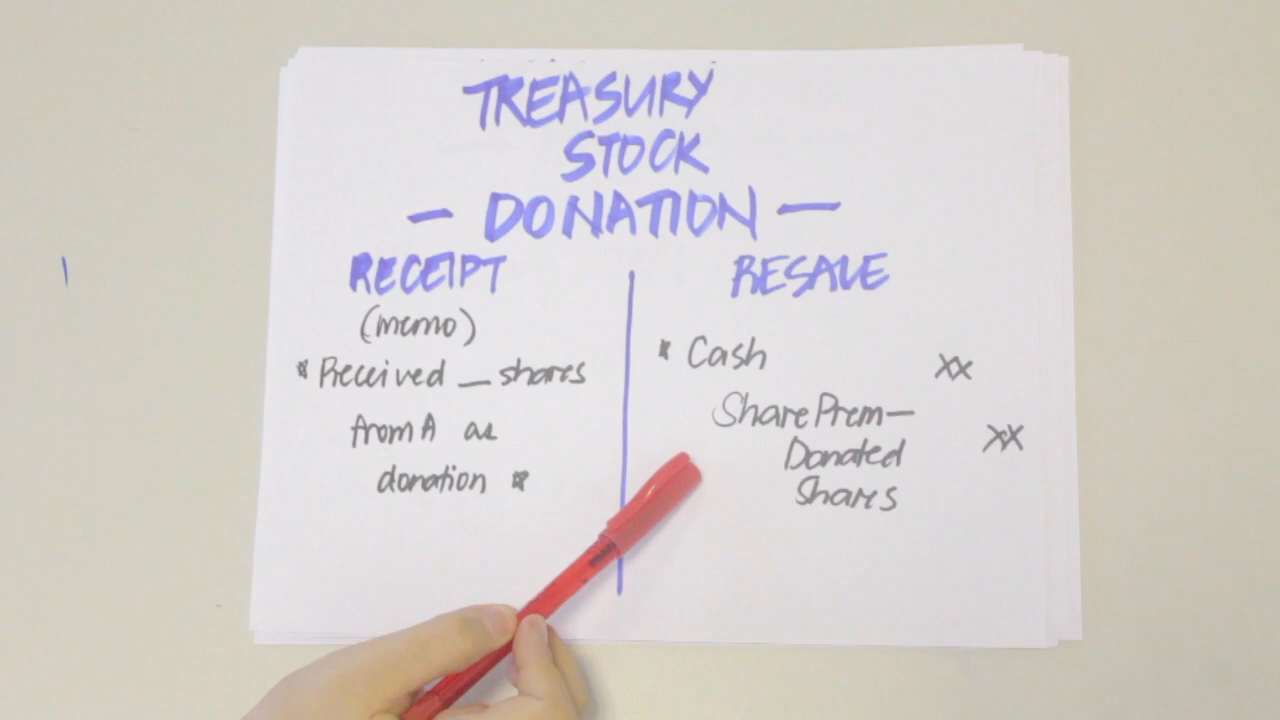 TREASURY
STOCK
- DONATION -
RECEIPT
(memo)
* Received _ shares
from A as
donation *
RESALE
* Cash XX
Share Prem- XX
Donated
Shares